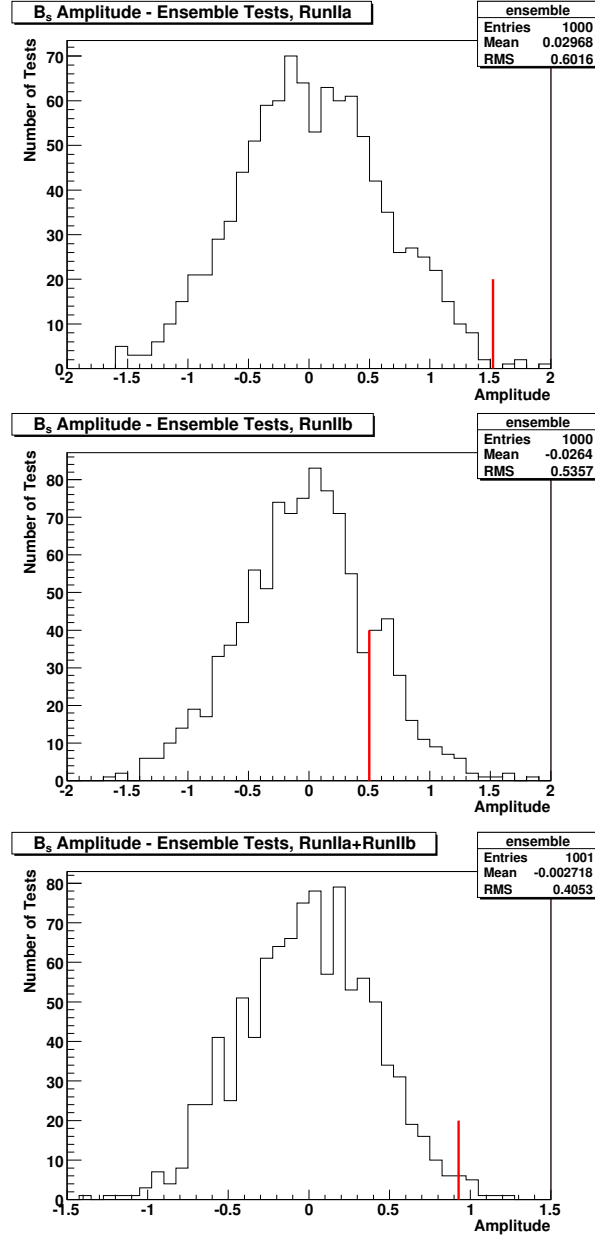 B_s Amplitude - Ensemble Tests, RunIIa
ensemble
Entries 1000
Mean 0.02968
RMS 0.6016
Number of Tests
70
60
50
40
30
20
10
0
-2 -1.5 -1 -0.5 0 0.5 1 1.5 2
Amplitude
B_s Amplitude - Ensemble Tests, RunIIb
ensemble
Entries 1000
Mean -0.0264
RMS 0.5357
Number of Tests
80
70
60
50
40
30
20
10
0
-2 -1.5 -1 -0.5 0 0.5 1 1.5 2
Amplitude
B_s Amplitude - Ensemble Tests, RunIIa+RunIIb
ensemble
Entries 1001
Mean -0.002718
RMS 0.4053
Number of Tests
80
70
60
50
40
30
20
10
0
-1.5 -1 -0.5 0 0.5 1 1.5
Amplitude